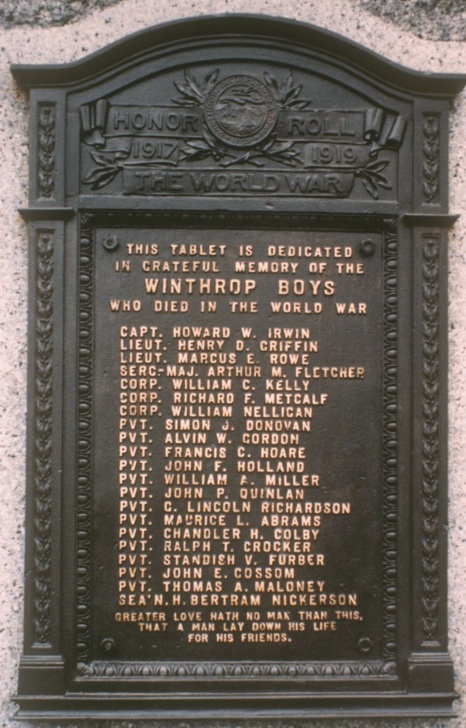 HONOR ROLL
1917 1919
THE WORLD WAR
THIS TABLET IS DEDICATED
IN GRATEFUL MEMORY OF THE
WINTHROP BOYS
WHO DIED IN THE WORLD WAR
CAPT. HOWARD W. IRWIN
LIEUT. HENRY D. GRIFFIN
LIEUT. MARCUS E. ROWE
SERG-MAJ. ARTHUR M. FLETCHER
CORP. WILLIAM C. KELLY
CORP. RICHARD F. METCALF
CORP. WILLIAM NELLIGAN
PVT. SIMON J. DONOVAN
PVT. ALVIN W. GORDON
PVT. FRANCIS C. HOARE
PVT. JOHN F. HOLLAND
PVT. WILLIAM A. MILLER
PVT. JOHN P. QUINLAN
PVT. G. LINCOLN RICHARDSON
PVT. MAURICE L. ABRAMS
PVT. CHANDLER H. COLBY
PVT. RALPH T. CROCKER
PVT. STANDISH V. FURBER
PVT. JOHN E. COSSOM
PVT. THOMAS A. MALONEY
SEA'N. H. BERTRAM NICKERSON
GREATER LOVE HATH NO MAN THAN THIS,
THAT A MAN LAY DOWN HIS LIFE
FOR HIS FRIENDS.